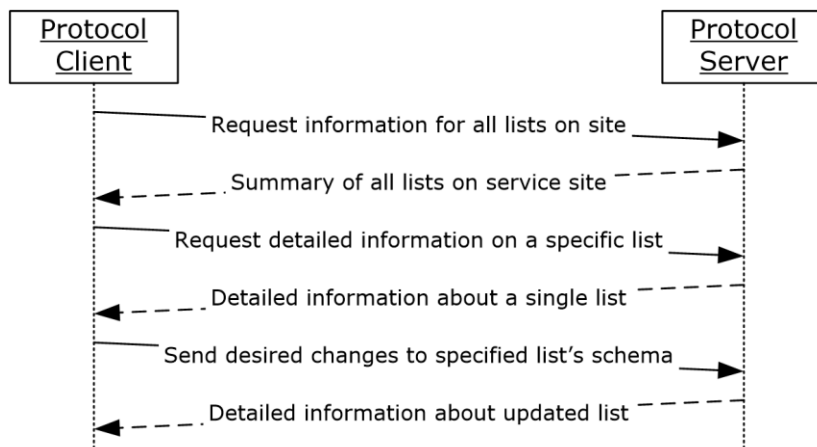 Protocol
Client
Protocol
Server
Request information for all lists on site
Summary of all lists on service site
Request detailed information on a specific list
Detailed information about a single list
Send desired changes to specified list's schema
Detailed information about updated list